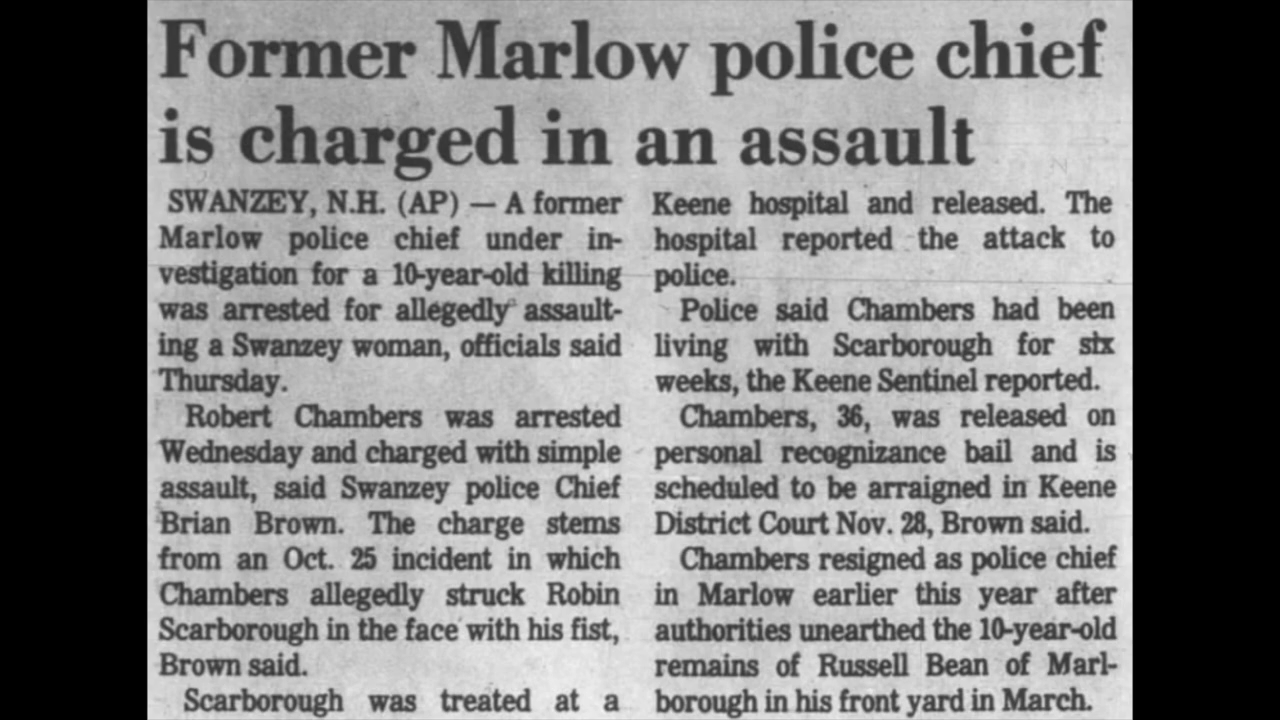 Former Marlow police chief
is charged in an assault
SWANZEY, N.H. (AP) — A former
Marlow police chief under in-
vestigation for a 10-year-old killing
was arrested for allegedly assault-
ing a Swanzey woman, officials said
Thursday.
Robert Chambers was arrested
Wednesday and charged with simple
assault, said Swanzey police Chief
Brian Brown. The charge stems
from an Oct. 25 incident in which
Chambers allegedly struck Robin
Scarborough in the face with his fist,
Brown said.
Scarborough was treated at a
Keene hospital and released. The
hospital reported the attack to
police.
Police said Chambers had been
living with Scarborough for six
weeks, the Keene Sentinel reported.
Chambers, 36, was released on
personal recognizance bail and is
scheduled to be arraigned in Keene
District Court Nov. 28, Brown said.
Chambers resigned as police chief
in Marlow earlier this year after
authorities unearthed the 10-year-old
remains of Russell Bean of Marl-
borough in his front yard in March.